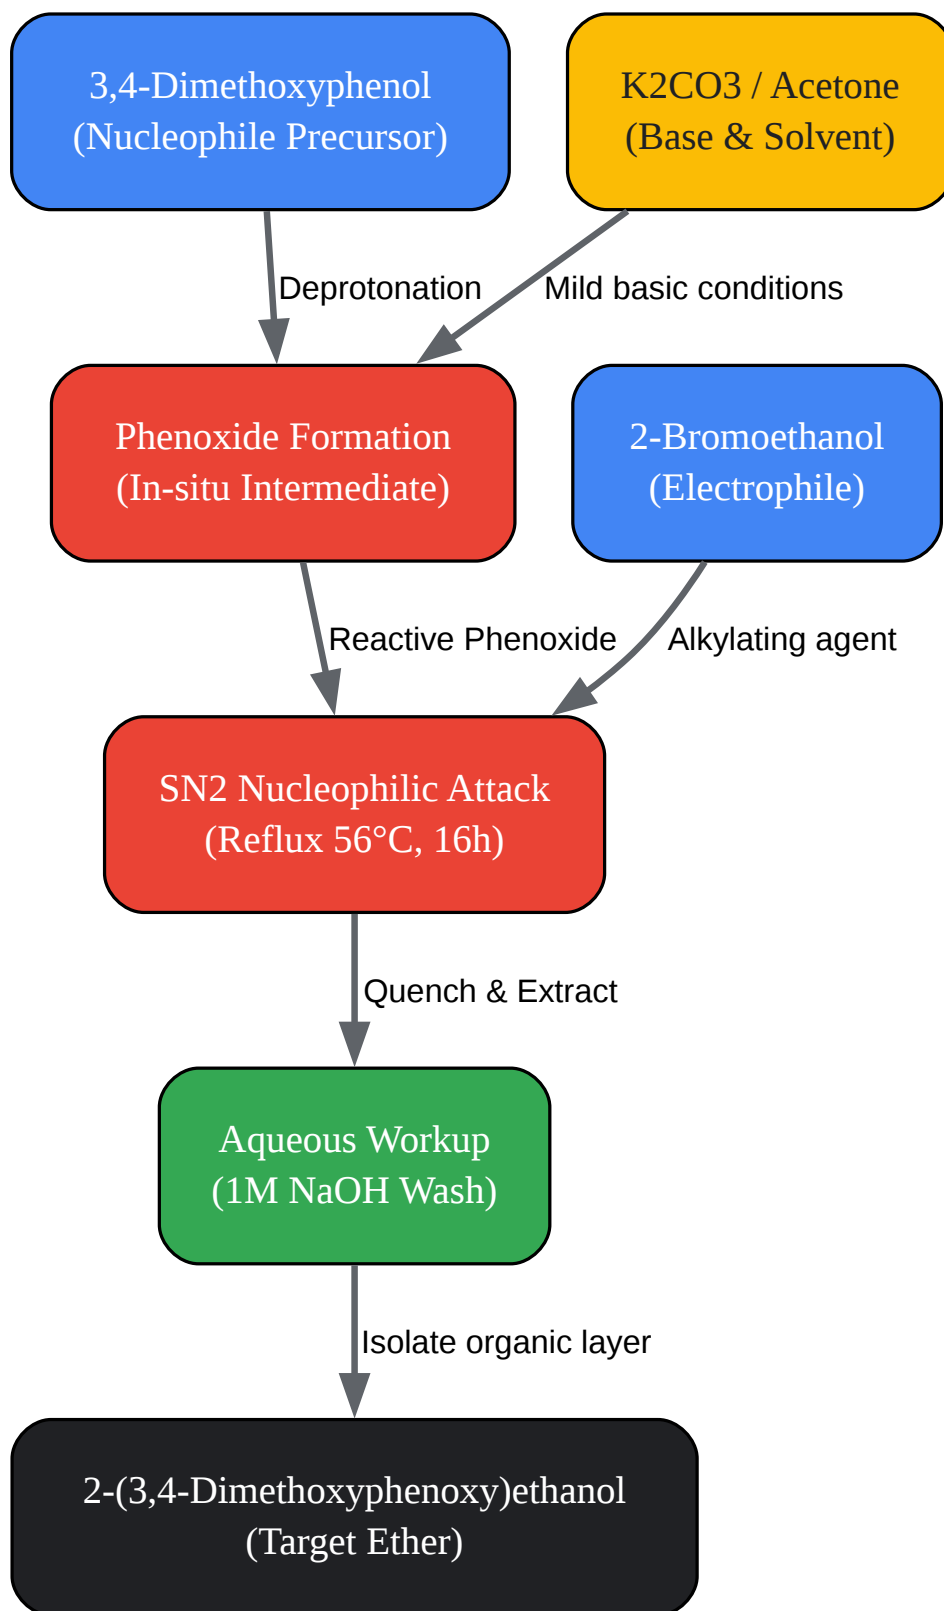 3,4-Dimethoxyphenol
(Nucleophile Precursor)
K2CO3 / Acetone
(Base & Solvent)
Deprotonation
Mild basic conditions
Phenoxide Formation
(In-situ Intermediate)
2-Bromoethanol
(Electrophile)
Reactive Phenoxide
Alkylating agent
SN2 Nucleophilic Attack
(Reflux 56°C, 16h)
Quench & Extract
Aqueous Workup
(1M NaOH Wash)
Isolate organic layer
2-(3,4-Dimethoxyphenoxy)ethanol
(Target Ether)